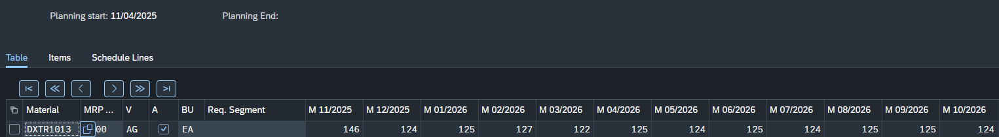 Planning start: 11/04/2025 Planning End:
Table Items Schedule Lines
Material MRP ... V A BU Req. Segment M 11/2025 M 12/2025 M 01/2026 M 02/2026 M 03/2026 M 04/2026 M 05/2026 M 06/2026 M 07/2026 M 08/2026 M 09/2026 M 10/2026
DXTR1013 00 AG EA 146 124 125 127 122 125 124 125 124 125 125 124